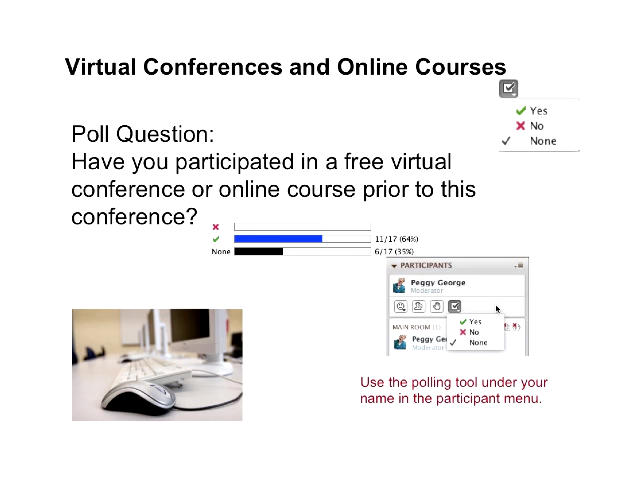 Virtual Conferences and Online Courses
Yes
No
None
Poll Question:
Have you participated in a free virtual
conference or online course prior to this
conference?
11/17 (64%)
None 6/17 (35%)
PARTICIPANTS
Peggy George
Moderator
MAIN ROOM (1)
Yes
No
None
Peggy Ge
Moderator
Use the polling tool under your
name in the participant menu.